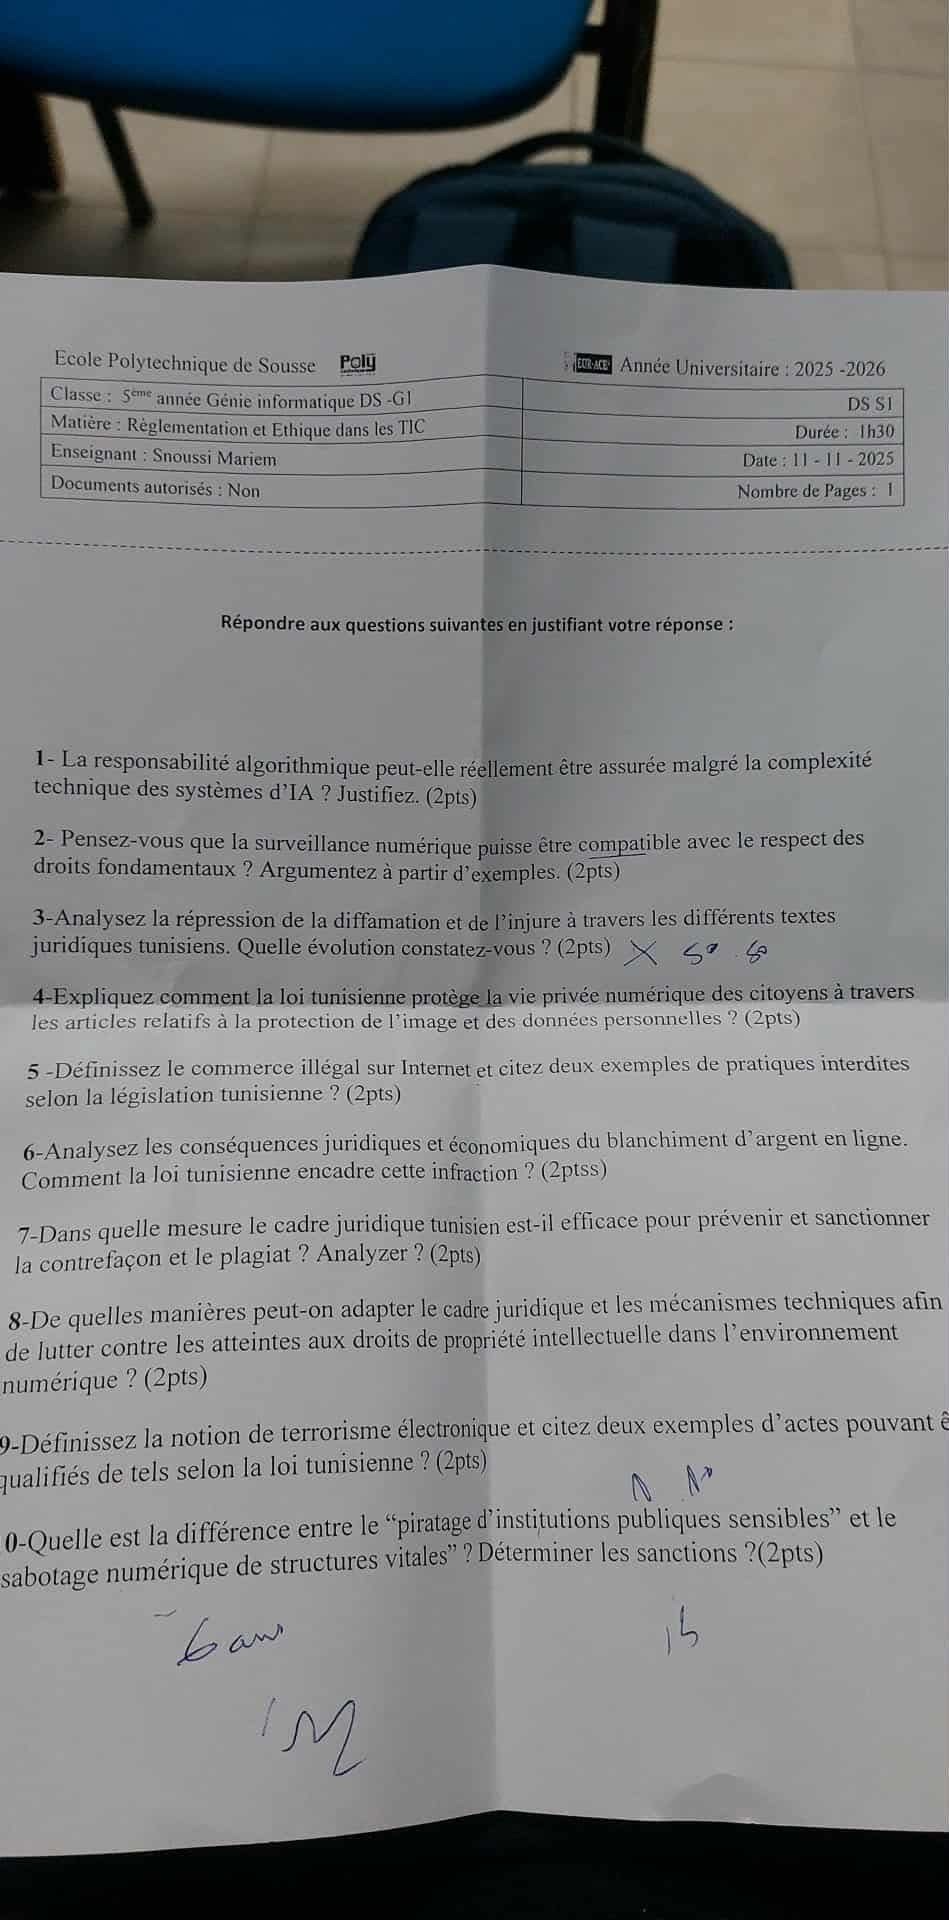 Ecole Polytechnique de Sousse Poly EUR-ACE Année Universitaire : 2025 -2026
Classe : 5ème année Génie informatique DS -G1 DS S1
Matière : Règlementation et Ethique dans les TIC Durée : 1h30
Enseignant : Snoussi Mariem Date : 11 - 11 - 2025
Documents autorisés : Non Nombre de Pages : 1
Répondre aux questions suivantes en justifiant votre réponse :
1- La responsabilité algorithmique peut-elle réellement être assurée malgré la complexité
technique des systèmes d'IA ? Justifiez. (2pts)
2- Pensez-vous que la surveillance numérique puisse être compatible avec le respect des
droits fondamentaux ? Argumentez à partir d'exemples. (2pts)
3-Analysez la répression de la diffamation et de l'injure à travers les différents textes
juridiques tunisiens. Quelle évolution constatez-vous ? (2pts)
4-Expliquez comment la loi tunisienne protège la vie privée numérique des citoyens à travers
les articles relatifs à la protection de l'image et des données personnelles ? (2pts)
5 -Définissez le commerce illégal sur Internet et citez deux exemples de pratiques interdites
selon la législation tunisienne ? (2pts)
6-Analysez les conséquences juridiques et économiques du blanchiment d'argent en ligne.
Comment la loi tunisienne encadre cette infraction ? (2ptss)
7-Dans quelle mesure le cadre juridique tunisien est-il efficace pour prévenir et sanctionner
la contrefaçon et le plagiat ? Analyzer ? (2pts)
8-De quelles manières peut-on adapter le cadre juridique et les mécanismes techniques afin
de lutter contre les atteintes aux droits de propriété intellectuelle dans l'environnement
numérique ? (2pts)
9-Définissez la notion de terrorisme électronique et citez deux exemples d'actes pouvant ê
qualifiés de tels selon la loi tunisienne ? (2pts)
0-Quelle est la différence entre le "piratage d'institutions publiques sensibles" et le
sabotage numérique de structures vitales" ? Déterminer les sanctions ?(2pts)
6 ans